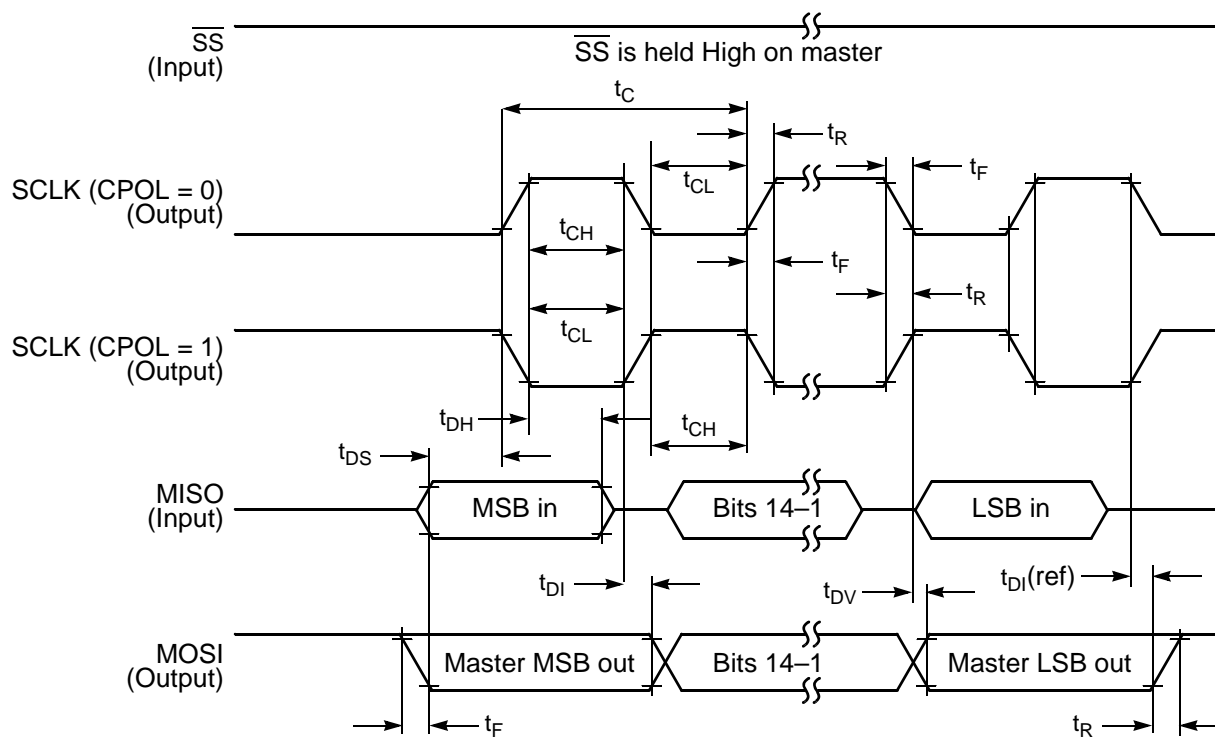 SS
(Input)
SS is held High on master
tC
tR
tF
SCLK (CPOL = 0)
(Output)
tCL
tCH
tF
tR
tCL
SCLK (CPOL = 1)
(Output)
tDH
tCH
tDS
MISO
(Input)
MSB in
Bits 14–1
LSB in
tDI
tDV
tDI(ref)
MOSI
(Output)
Master MSB out
Bits 14–1
Master LSB out
tF
tR